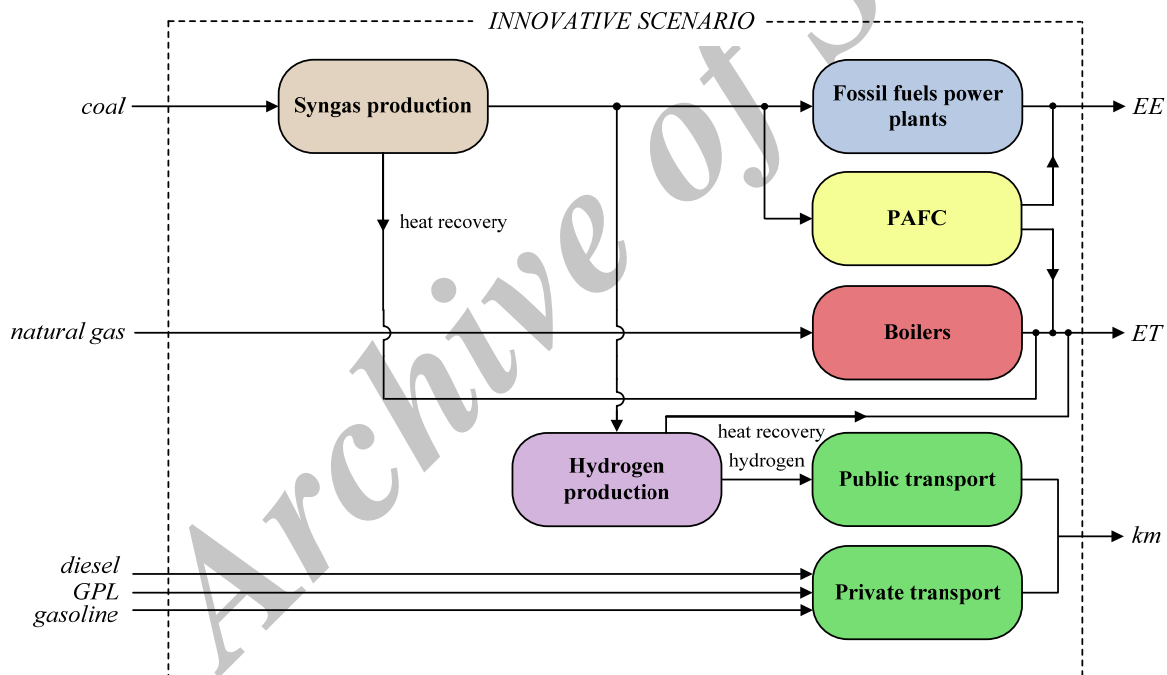 INNOVATIVE SCENARIO
coal
Syngas production
Fossil fuels power
plants
EE
heat recovery
PAFC
natural gas
Boilers
ET
heat recovery
hydrogen
Hydrogen
production
Public transport
km
diesel
GPL
gasoline
Private transport
Archive of S